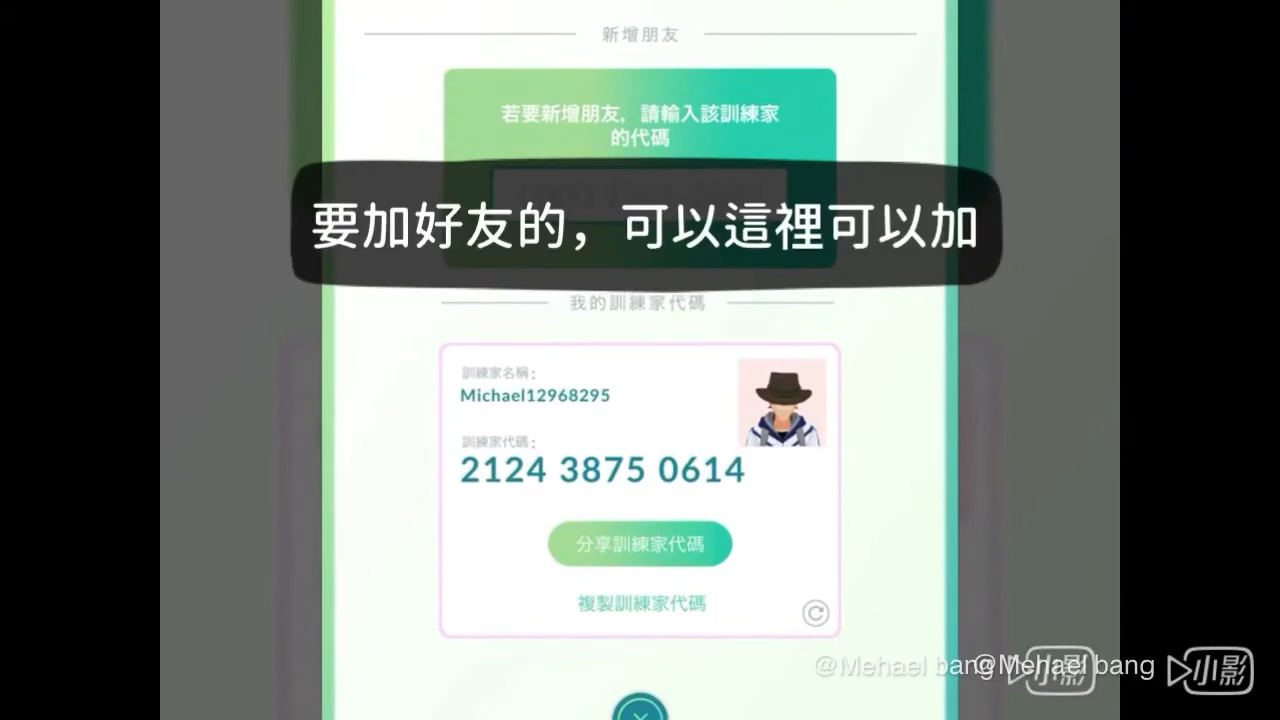 新增朋友
若要新增朋友，請輸入該訓練家
的代碼
要加好友的，可以這裡可以加
我的訓練家代碼
訓練家名稱：
Michael12968295
訓練家代碼：
2124 3875 0614
分享訓練家代碼
複製訓練家代碼
@Mehael bang
@Mehael bang
小影
小影